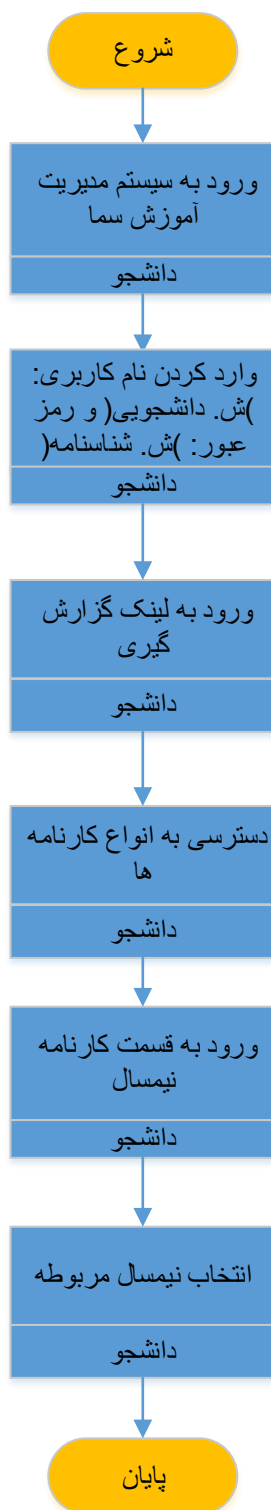 شروع
ورود به سیستم مدیریت
آموزش سما
دانشجو
وارد کردن نام کاربری:
)ش. دانشجویی( و رمز
عبور: )ش. شناسنامه(
دانشجو
ورود به لینک گزارش
گیری
دانشجو
دسترسی به انواع کارنامه
ها
دانشجو
ورود به قسمت کارنامه
نیمسال
دانشجو
انتخاب نیمسال مربوطه
دانشجو
پایان